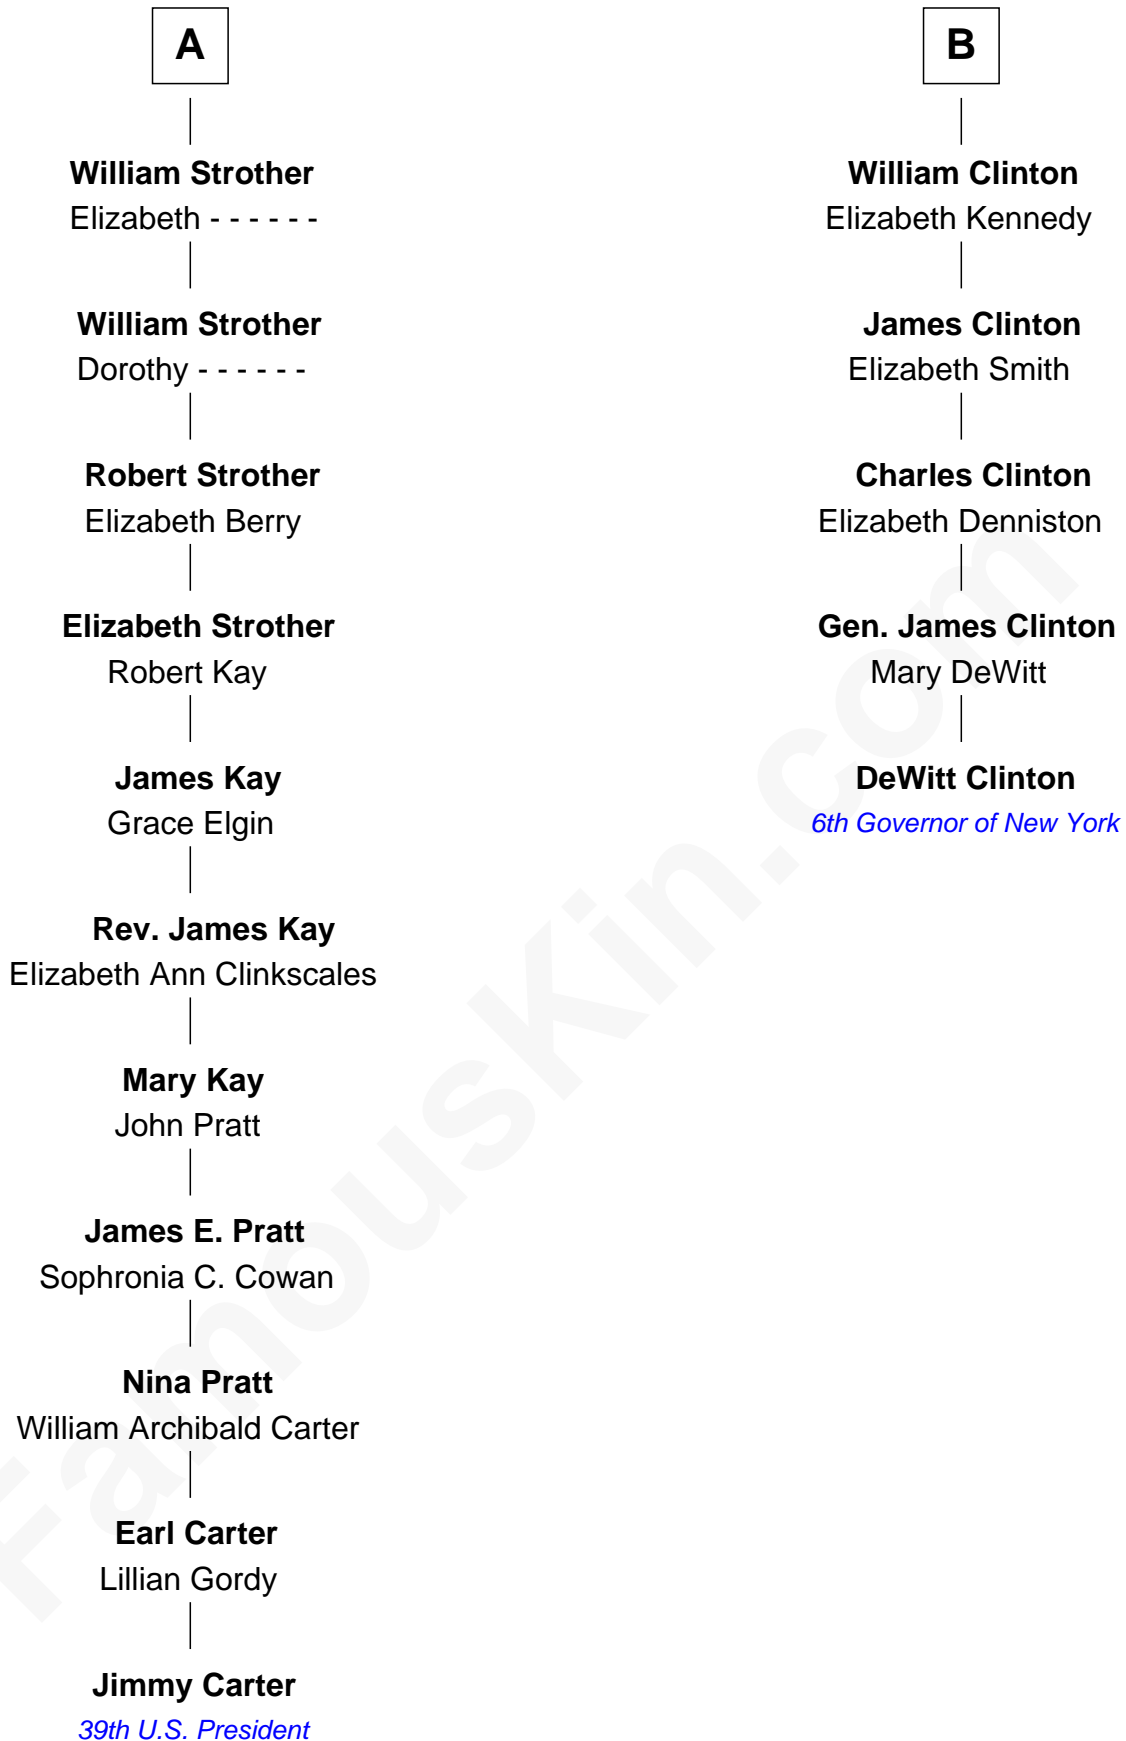 A
William Strother
Elizabeth - - - - - -
William Strother
Dorothy - - - - - -
Robert Strother
Elizabeth Berry
Elizabeth Strother
Robert Kay
James Kay
Grace Elgin
Rev. James Kay
Elizabeth Ann Clinkscales
Mary Kay
John Pratt
James E. Pratt
Sophronia C. Cowan
Nina Pratt
William Archibald Carter
Earl Carter
Lillian Gordy
Jimmy Carter
39th U.S. President
B
William Clinton
Elizabeth Kennedy
James Clinton
Elizabeth Smith
Charles Clinton
Elizabeth Denniston
Gen. James Clinton
Mary DeWitt
DeWitt Clinton
6th Governor of New York
FamousKin.com